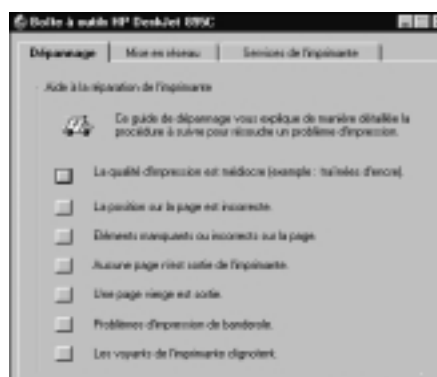 Boîte à outils HP DeskJet 895C
Dépannage
Mise en réseau
Services de l'imprimante
Aide à la réparation de l'imprimante
Ce guide de dépannage vous explique de manière détaillée la
procédure à suivre pour résoudre un problème d'impression.
La qualité d'impression est médiocre (exemple : traînées d'encre).
La position sur la page est incorrecte.
Eléments manquants ou incorrects sur la page.
Aucune page n'est sortie de l'imprimante.
Une page vierge est sortie.
Problèmes d'impression de banderole.
Les voyants de l'imprimante clignotent.